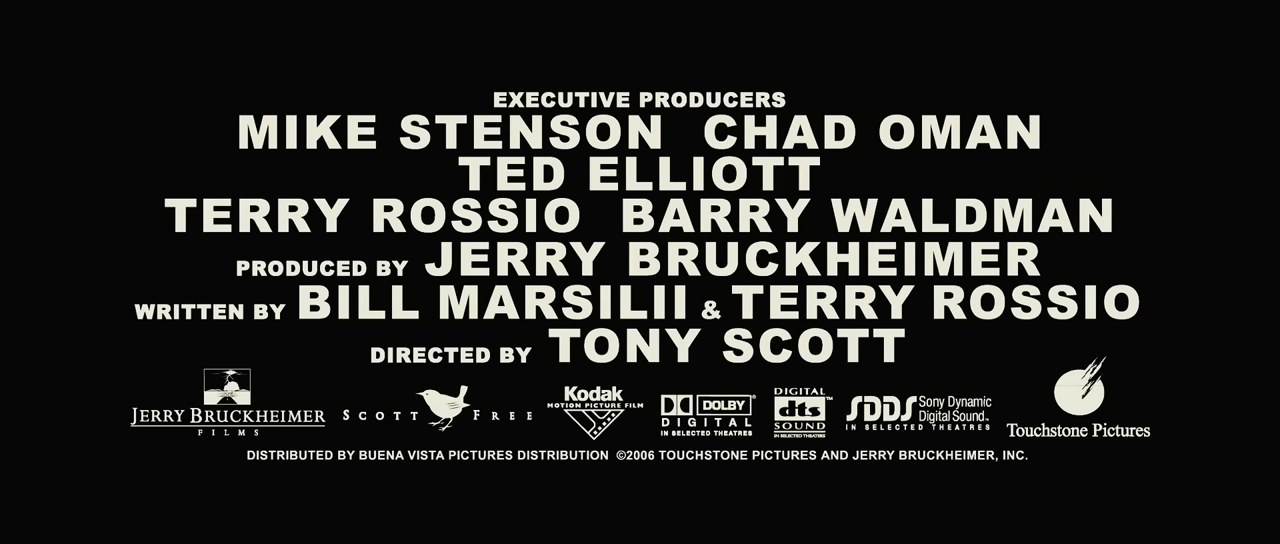 EXECUTIVE PRODUCERS
MIKE STENSON CHAD OMAN
TED ELLIOTT
TERRY ROSSIO BARRY WALDMAN
PRODUCED BY JERRY BRUCKHEIMER
WRITTEN BY BILL MARSILII & TERRY ROSSIO
DIRECTED BY TONY SCOTT
JERRY BRUCKHEIMER
FILMS
SCOTT FREE
Kodak
MOTION PICTURE FILM
DOLBY
DIGITAL
IN SELECTED THEATRES
DIGITAL
dts™
SOUND
IN SELECTED THEATERS
SDDS Sony Dynamic
Digital Sound™
IN SELECTED THEATRES
Touchstone Pictures
DISTRIBUTED BY BUENA VISTA PICTURES DISTRIBUTION ©2006 TOUCHSTONE PICTURES AND JERRY BRUCKHEIMER, INC.